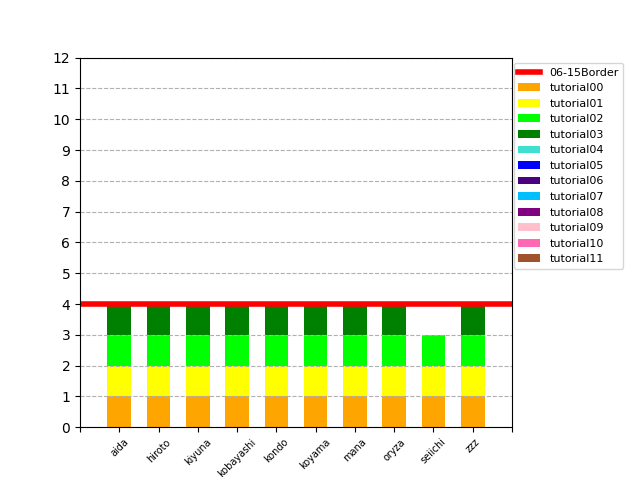 12
11
10
9
8
7
6
5
4
3
2
1
0
06-15Border
tutorial00
tutorial01
tutorial02
tutorial03
tutorial04
tutorial05
tutorial06
tutorial07
tutorial08
tutorial09
tutorial10
tutorial11
aida
hiroto
kiyuna
kobayashi
kondo
koyama
mana
oryza
seiichi
zzz